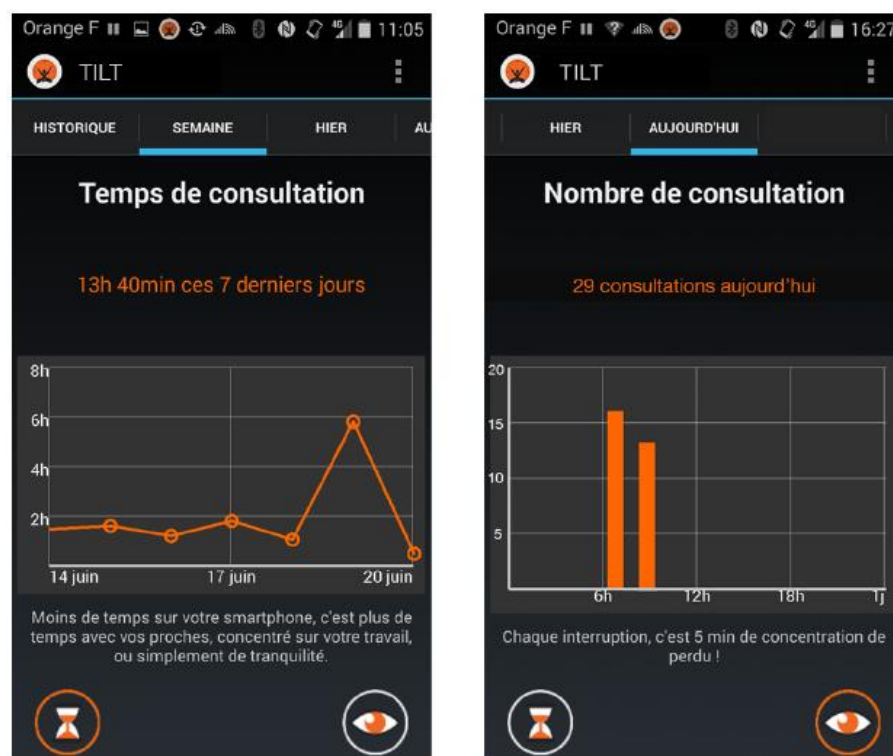 Orange F 4G 11:05
TILT
HISTORIQUE SEMAINE HIER AU
Temps de consultation
13h 40min ces 7 derniers jours
8h
6h
4h
2h
14 juin 17 juin 20 juin
Moins de temps sur votre smartphone, c'est plus de
temps avec vos proches, concentré sur votre travail,
ou simplement de tranquilité.
Orange F 4G 16:27
TILT
HIER AUJOURD'HUI
Nombre de consultation
29 consultations aujourd'hui
20
15
10
5
6h 12h 18h 1j
Chaque interruption, c'est 5 min de concentration de
perdu !